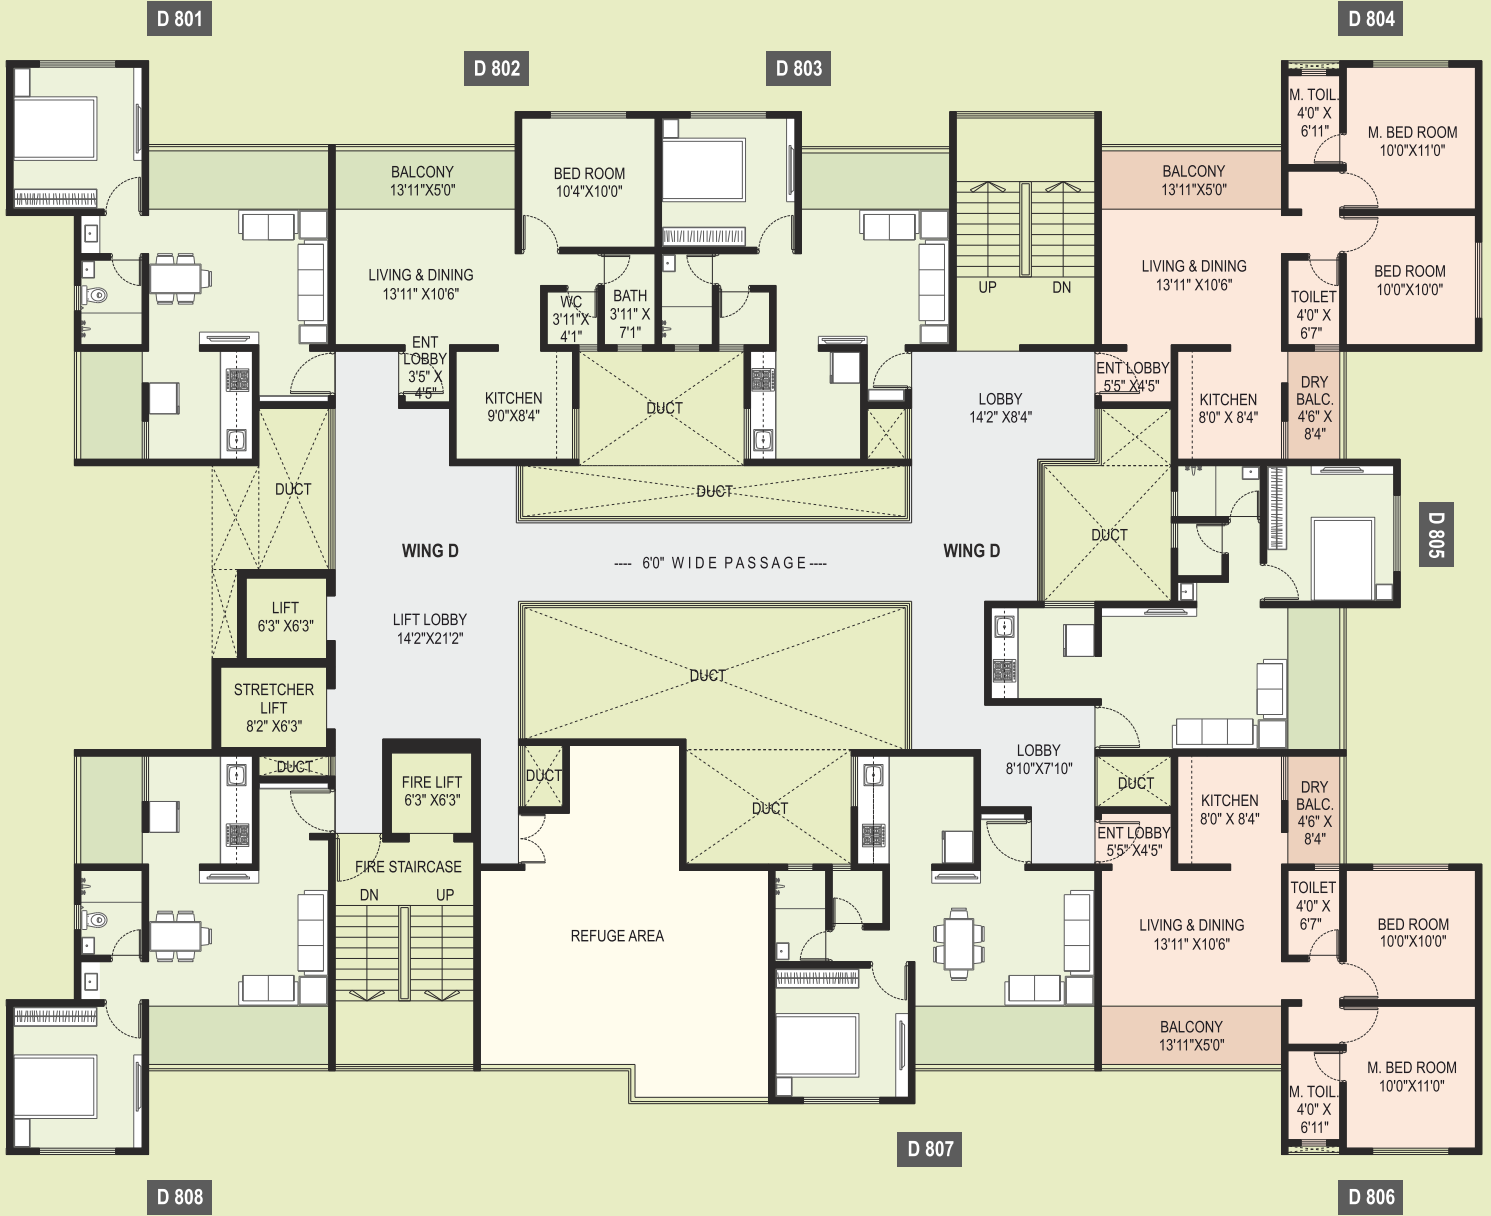 D 801
D 804
D 802
D 803
M. TOIL.
4'0" X
6'11"
M. BED ROOM
10'0"X11'0"
BALCONY
13'11"X5'0"
BED ROOM
10'4"X10'0"
BALCONY
13'11"X5'0"
LIVING & DINING
13'11" X10'6"
WC
3'11"X
4'1"
BATH
3'11" X
7'1"
UP
DN
LIVING & DINING
13'11" X10'6"
BED ROOM
10'0"X10'0"
TOILET
4'0" X
6'7"
ENT
LOBBY
3'5" X
4'5"
KITCHEN
9'0"X8'4"
DUCT
LOBBY
14'2" X8'4"
ENT LOBBY
5'5" X4'5"
KITCHEN
8'0" X 8'4"
DRY
BALC.
4'6" X
8'4"
DUCT
DUCT
DUCT
D 805
WING D
---- 6'0" WIDE PASSAGE ----
WING D
LIFT
6'3" X6'3"
LIFT LOBBY
14'2"X21'2"
STRETCHER
LIFT
8'2" X6'3"
DUCT
DUCT
FIRE LIFT
6'3" X6'3"
DUCT
DUCT
LOBBY
8'10"X7'10"
DUCT
KITCHEN
8'0" X 8'4"
DRY
BALC.
4'6" X
8'4"
ENT LOBBY
5'5" X4'5"
FIRE STAIRCASE
DN
UP
REFUGE AREA
TOILET
4'0" X
6'7"
LIVING & DINING
13'11" X10'6"
BED ROOM
10'0"X10'0"
BALCONY
13'11"X5'0"
M. BED ROOM
10'0"X11'0"
M. TOIL.
4'0" X
6'11"
D 807
D 808
D 806